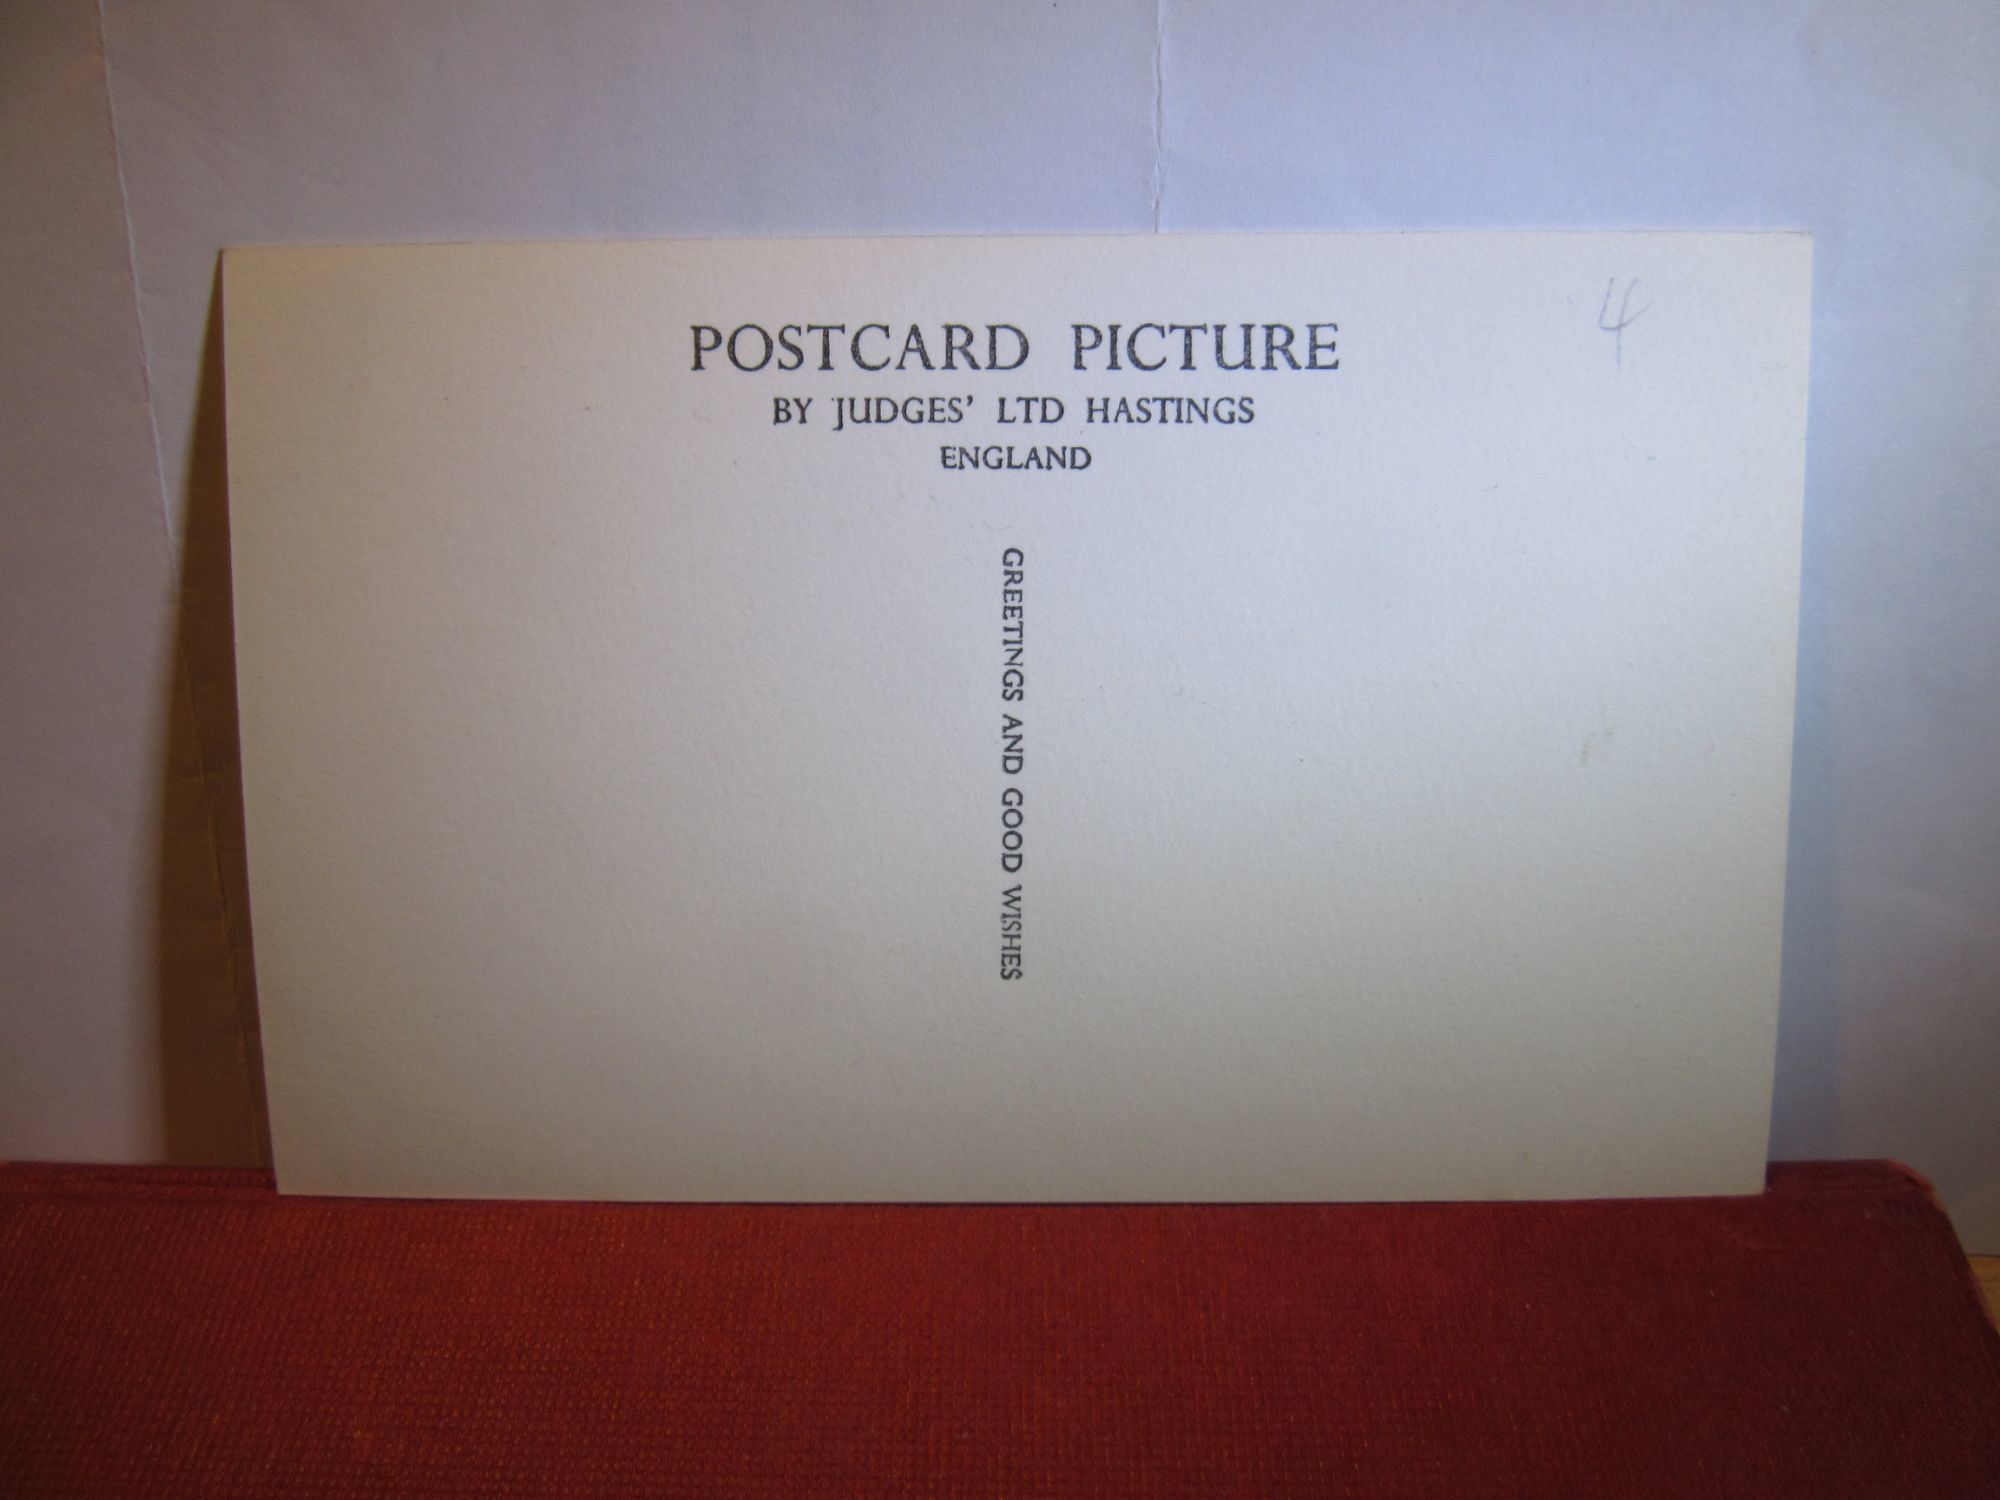 4
POSTCARD PICTURE
BY JUDGES' LTD HASTINGS
ENGLAND
GREETINGS AND GOOD WISHES